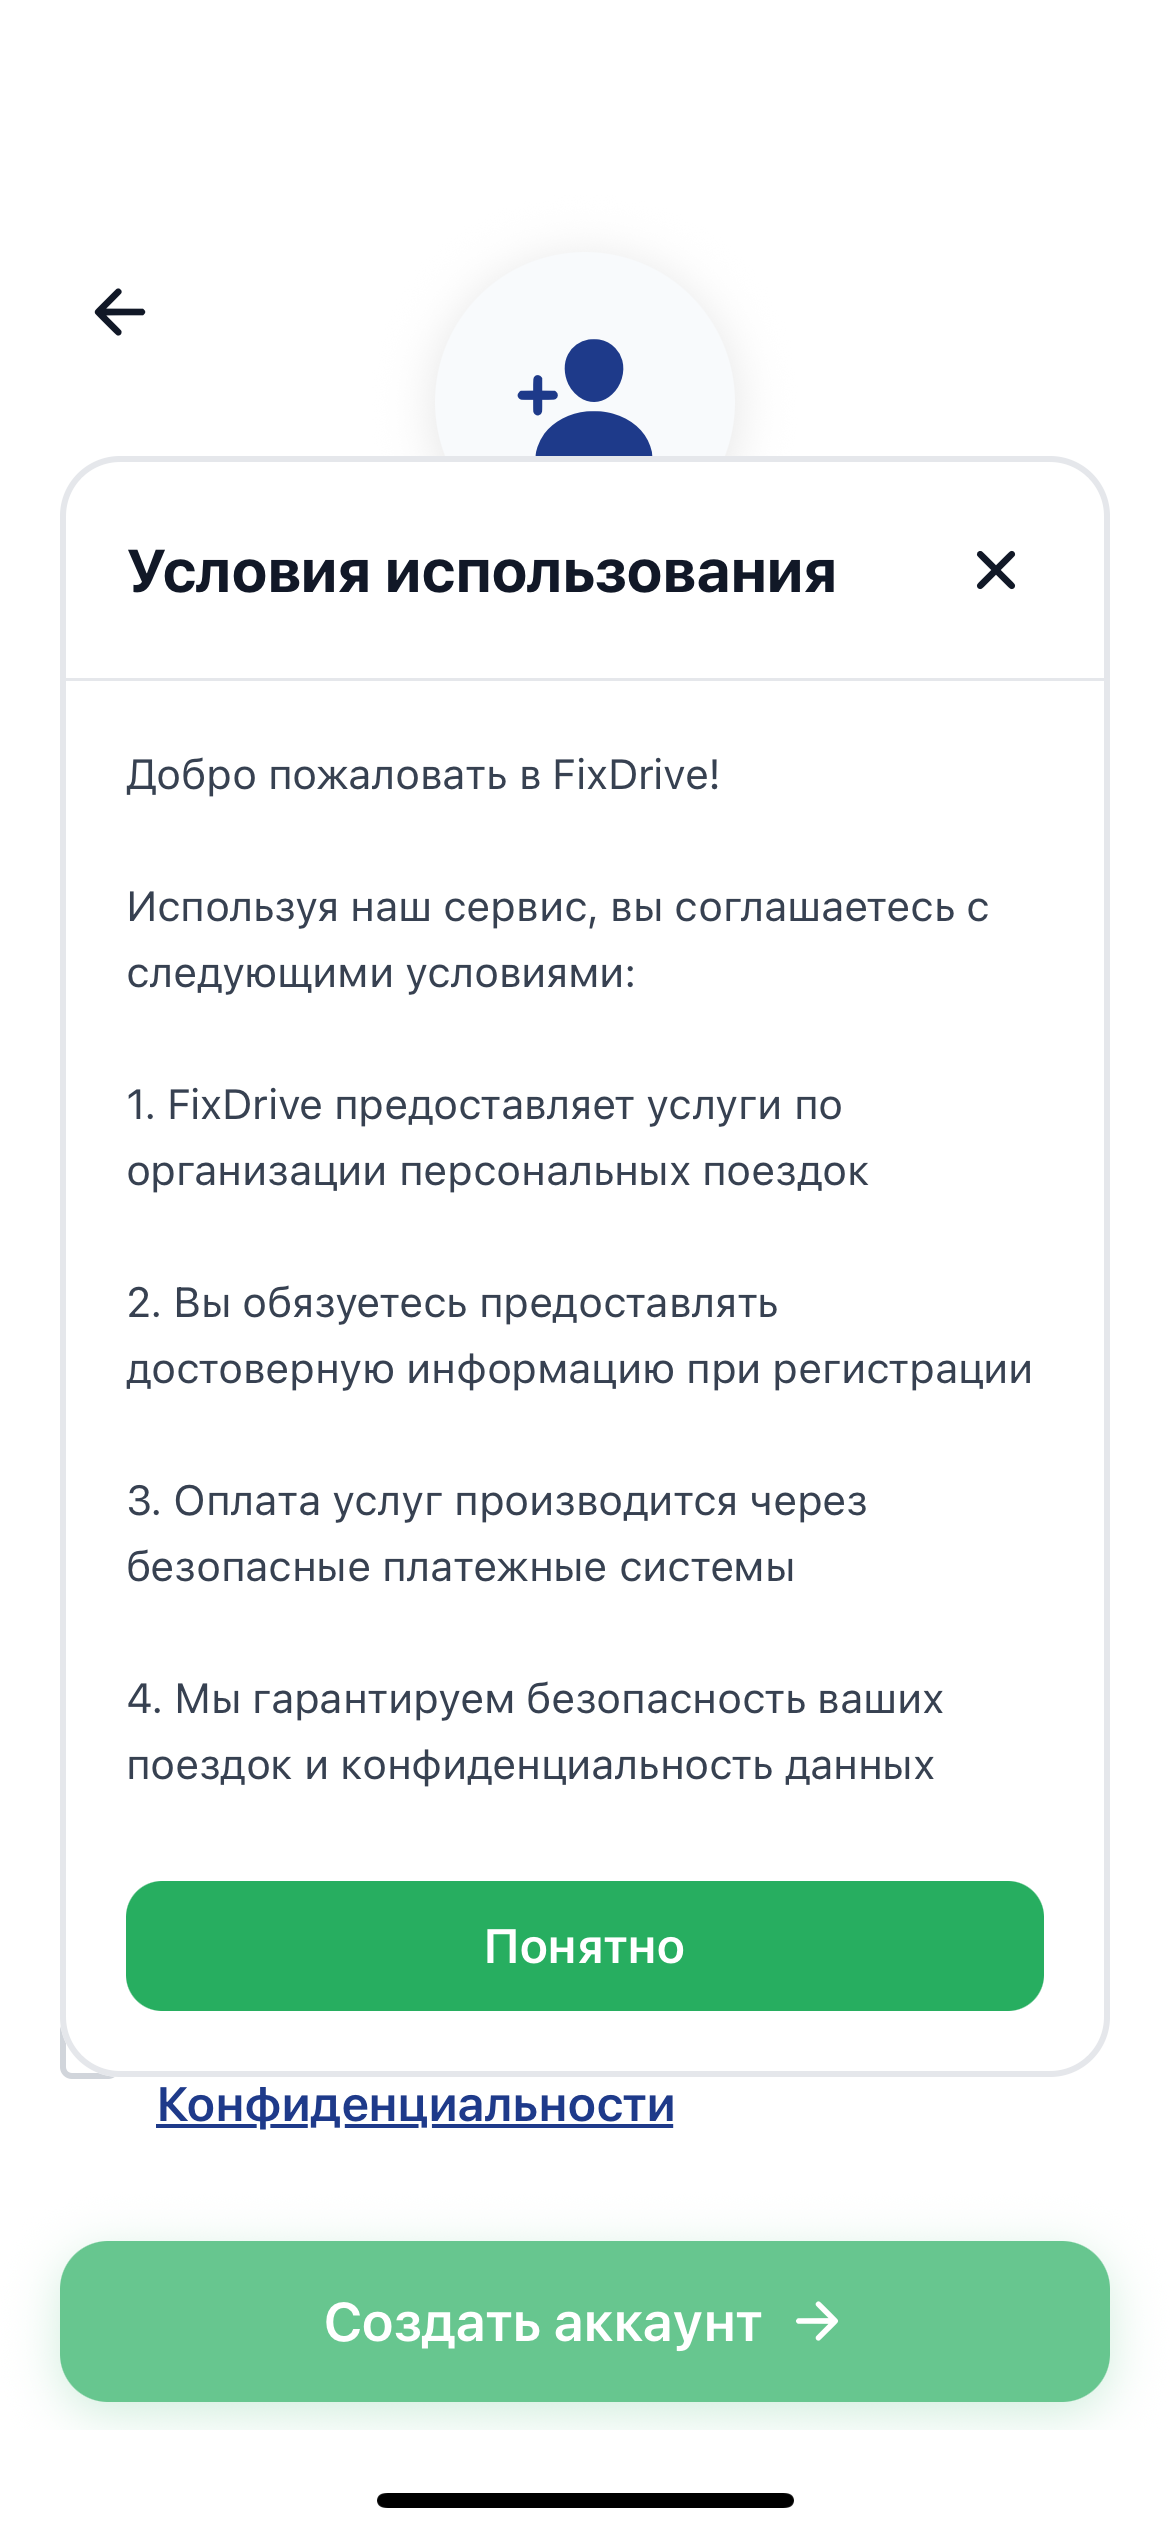 Условия использования
Добро пожаловать в FixDrive!
Используя наш сервис, вы соглашаетесь с
следующими условиями:
1. FixDrive предоставляет услуги по
организации персональных поездок
2. Вы обязуетесь предоставлять
достоверную информацию при регистрации
3. Оплата услуг производится через
безопасные платежные системы
4. Мы гарантируем безопасность ваших
поездок и конфиденциальность данных
Понятно
Конфиденциальности
Создать аккаунт